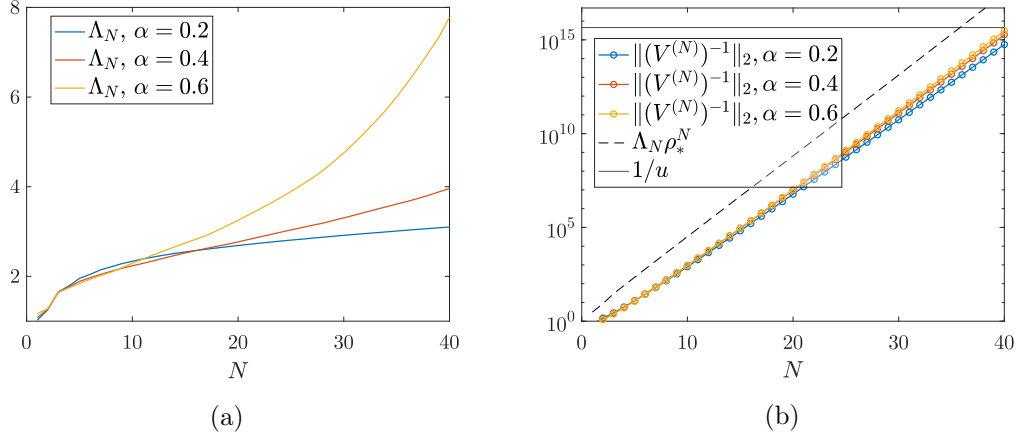 8
6
4
2
0
10
20
30
40
N
Λ_N, α = 0.2
Λ_N, α = 0.4
Λ_N, α = 0.6
(a)
10^15
10^10
10^5
10^0
0
10
20
30
40
N
‖(V^(N))^−1‖_2, α = 0.2
‖(V^(N))^−1‖_2, α = 0.4
‖(V^(N))^−1‖_2, α = 0.6
Λ_N ρ_*^N
1/u
(b)